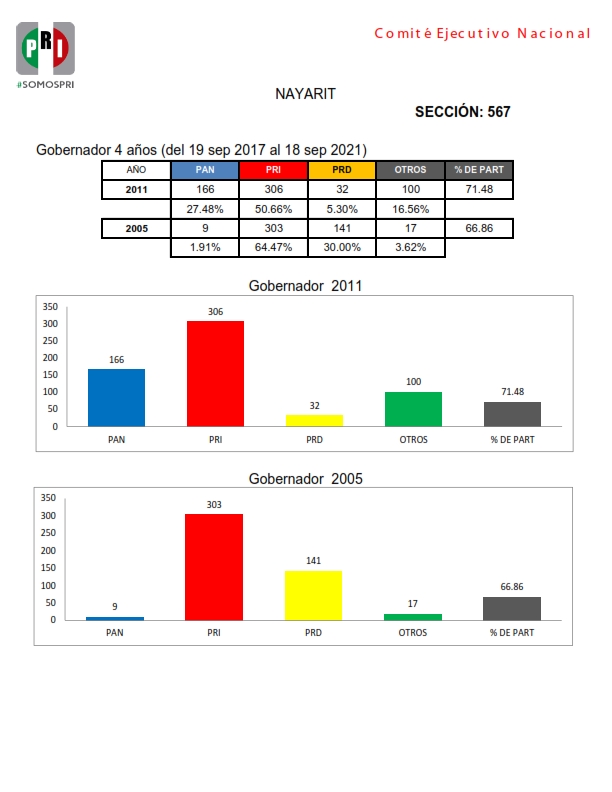 Comité Ejecutivo Nacional
PRI
#SOMOSPRI
NAYARIT
SECCIÓN: 567
Gobernador 4 años (del 19 sep 2017 al 18 sep 2021)
AÑO PAN PRI PRD OTROS % DE PART
2011 166 306 32 100 71.48
27.48% 50.66% 5.30% 16.56%
2005 9 303 141 17 66.86
1.91% 64.47% 30.00% 3.62%
Gobernador 2011
350
300
250
200
150
100
50
0
166
306
32
100
71.48
PAN PRI PRD OTROS % DE PART
Gobernador 2005
350
300
250
200
150
100
50
0
9
303
141
17
66.86
PAN PRI PRD OTROS % DE PART